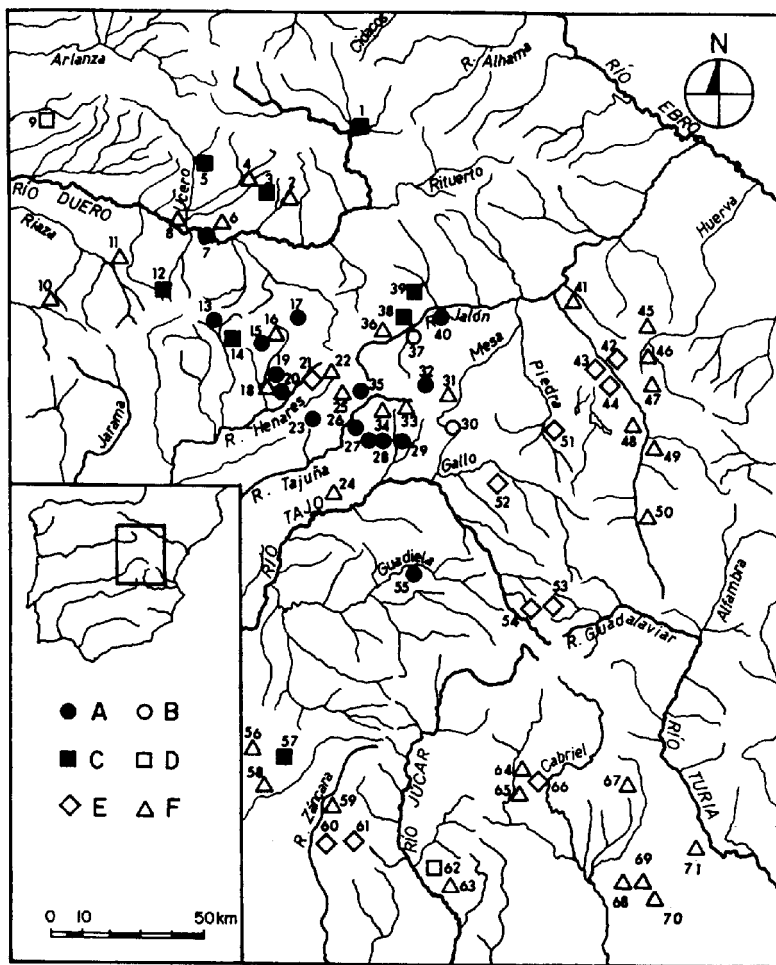 Cidacos
Arlanza
R. Alhama
N
RÍO EBRO
1
9
5
4
3
2
Ucero
Rituerto
RÍO DUERO
8
6
7
Huerva
Riaza
11
10
12
39
41
13
17
38
R. Jalón
40
45
14
15
16
36
37
Mesa
42
46
43
44
47
19
21
22
35
32
31
Piedra
18
20
25
R. Henares
26
34
33
30
51
48
49
Jarama
23
27
28
29
Gallo
R. Tajuña
24
52
50
RÍO TAJO
Guadiela
55
53
54
Alfambra
R. Guadalaviar
A
B
C
D
E
F
56
57
58
RÍO JÚCAR
64
Cabriel
66
65
67
RÍO TURIA
R. Záncara
59
60
61
62
63
69
68
70
71
0 10 50km